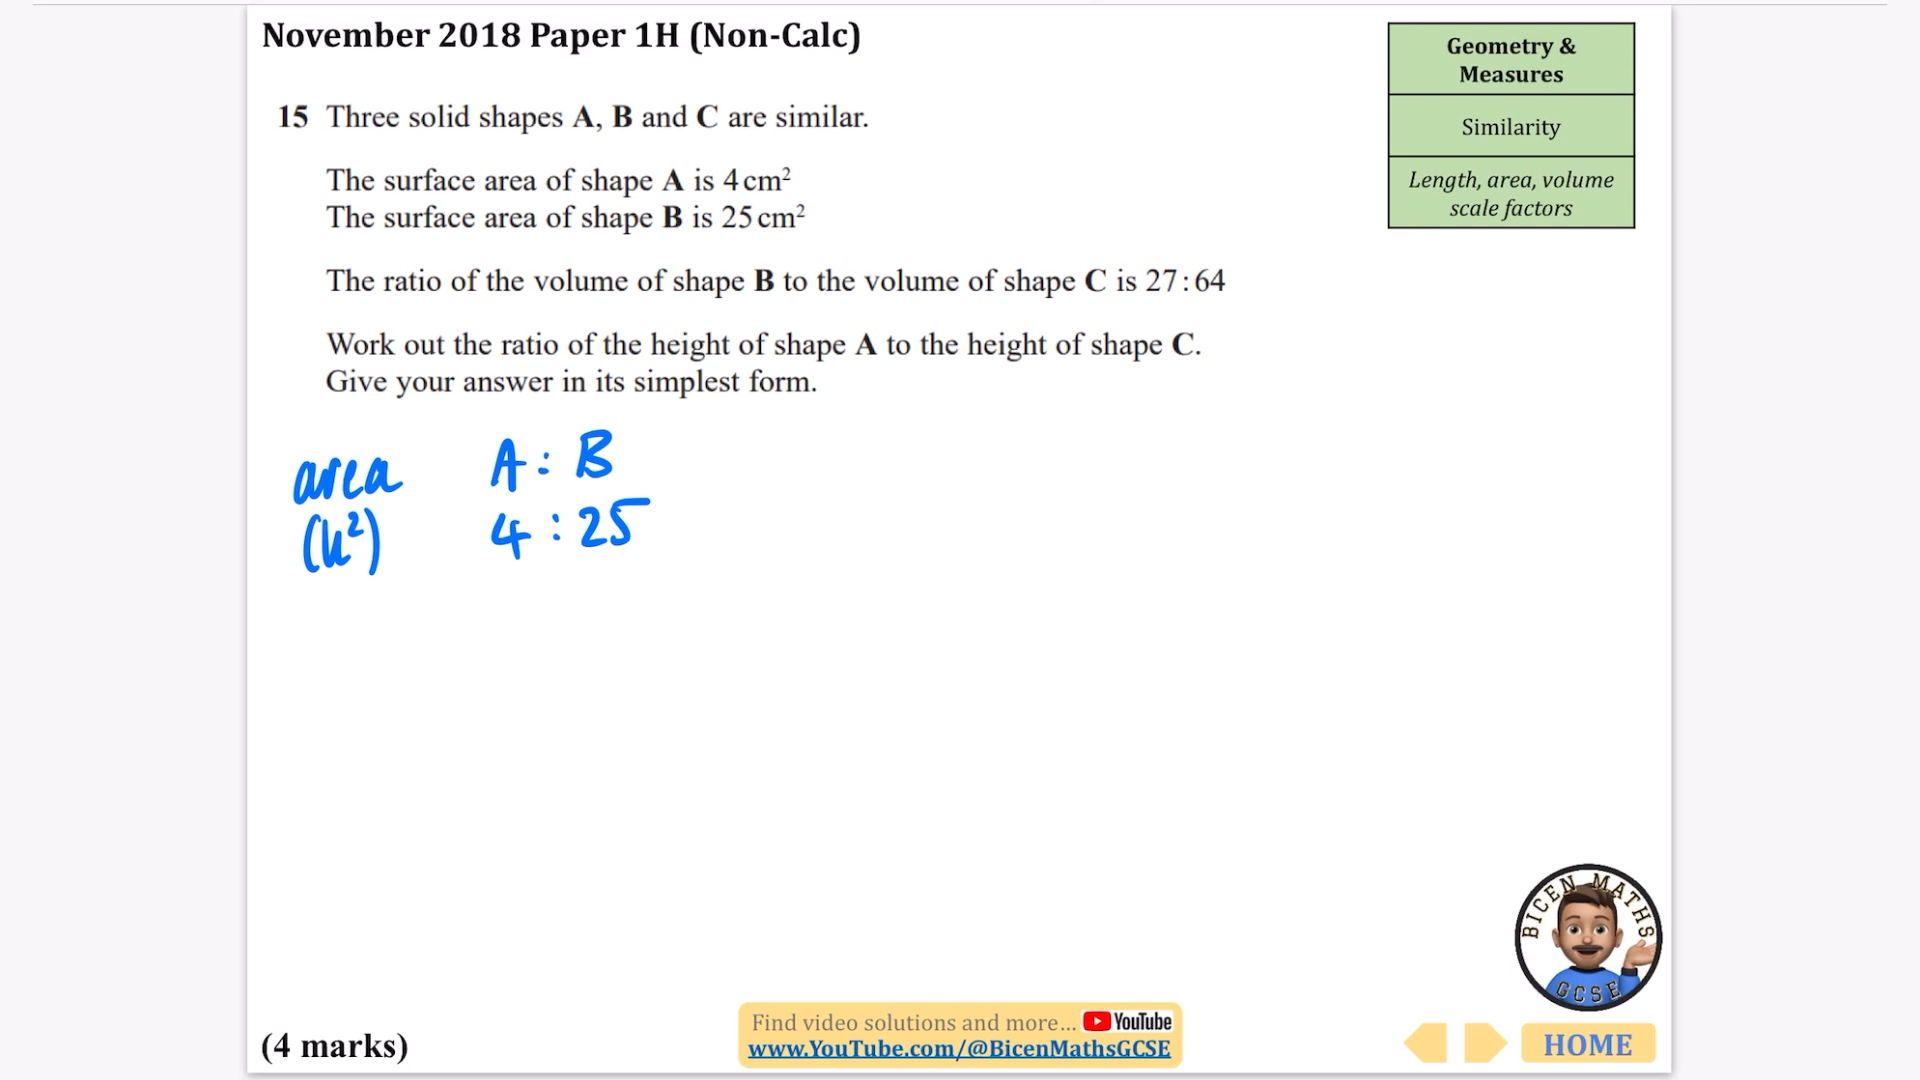 November 2018 Paper 1H (Non-Calc)
Geometry &
Measures
Similarity
Length, area, volume
scale factors
15 Three solid shapes A, B and C are similar.
The surface area of shape A is 4 cm²
The surface area of shape B is 25 cm²
The ratio of the volume of shape B to the volume of shape C is 27 : 64
Work out the ratio of the height of shape A to the height of shape C.
Give your answer in its simplest form.
area A : B
(k²) 4 : 25
BICEN MATHS
GCSE
(4 marks)
Find video solutions and more... YouTube
www.YouTube.com/@BicenMathsGCSE
HOME